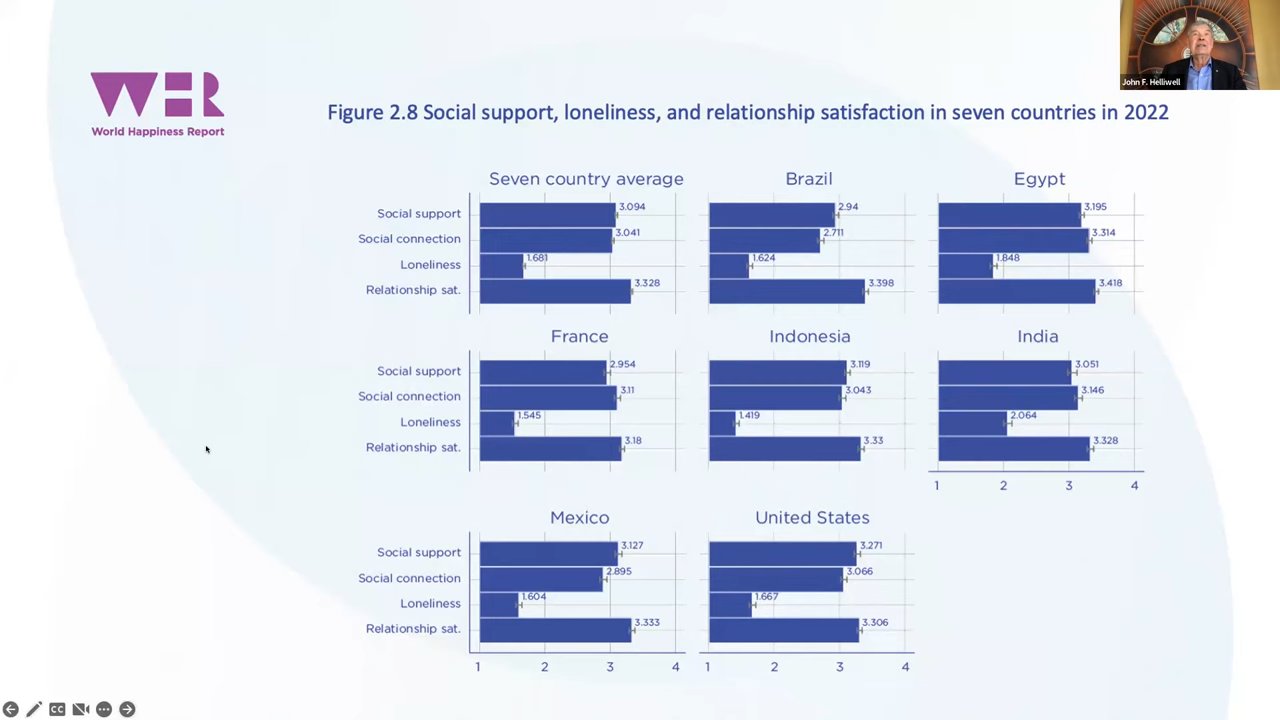 John F. Helliwell
WHR
World Happiness Report
Figure 2.8 Social support, loneliness, and relationship satisfaction in seven countries in 2022
Seven country average
Social support
Social connection
Loneliness
Relationship sat.
3.094
3.041
1.681
3.328
Brazil
2.94
2.711
1.624
3.398
Egypt
3.195
3.314
1.848
3.418
France
Social support
Social connection
Loneliness
Relationship sat.
2.954
3.11
1.545
3.18
Indonesia
3.119
3.043
1.419
3.33
India
3.051
3.146
2.064
3.328
1 2 3 4
Mexico
Social support
Social connection
Loneliness
Relationship sat.
3.127
2.895
1.604
3.333
1 2 3 4
United States
3.271
3.066
1.667
3.306
1 2 3 4
CC